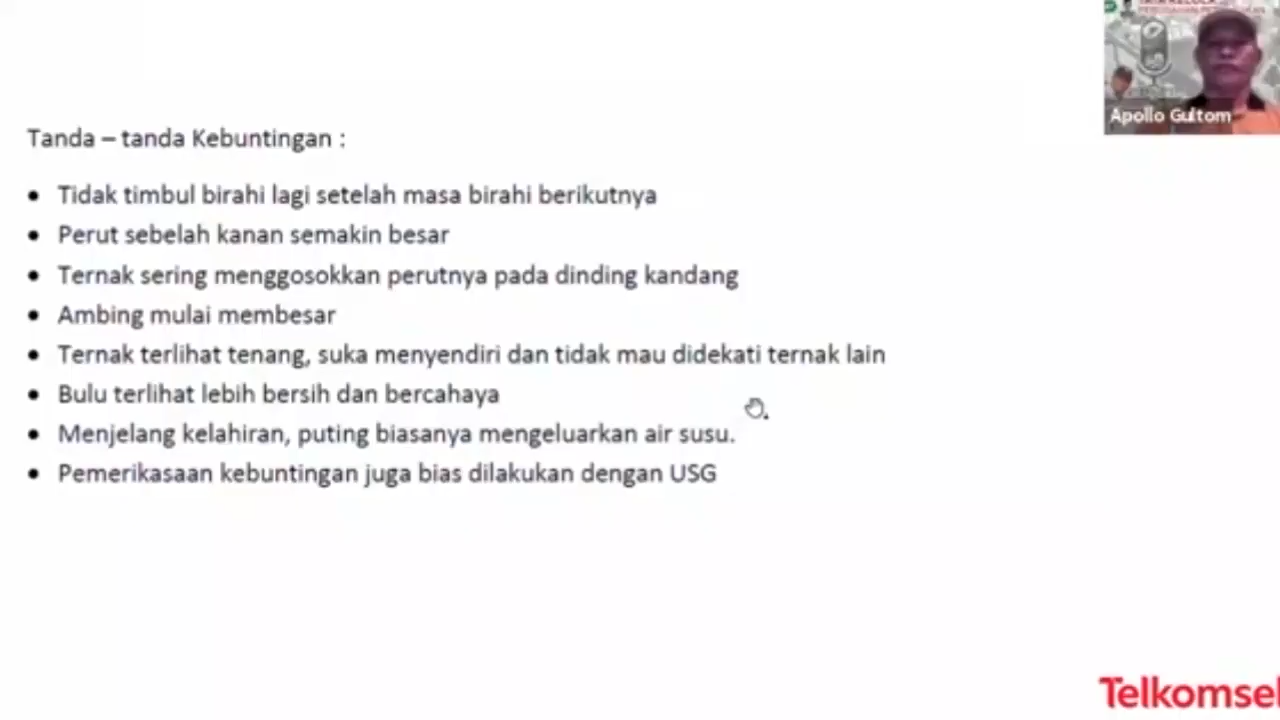 Apollo Gultom
Tanda – tanda Kebuntingan :
• Tidak timbul birahi lagi setelah masa birahi berikutnya
• Perut sebelah kanan semakin besar
• Ternak sering menggosokkan perutnya pada dinding kandang
• Ambing mulai membesar
• Ternak terlihat tenang, suka menyendiri dan tidak mau didekati ternak lain
• Bulu terlihat lebih bersih dan bercahaya
• Menjelang kelahiran, puting biasanya mengeluarkan air susu.
• Pemerikasaan kebuntingan juga bias dilakukan dengan USG
Telkomsel